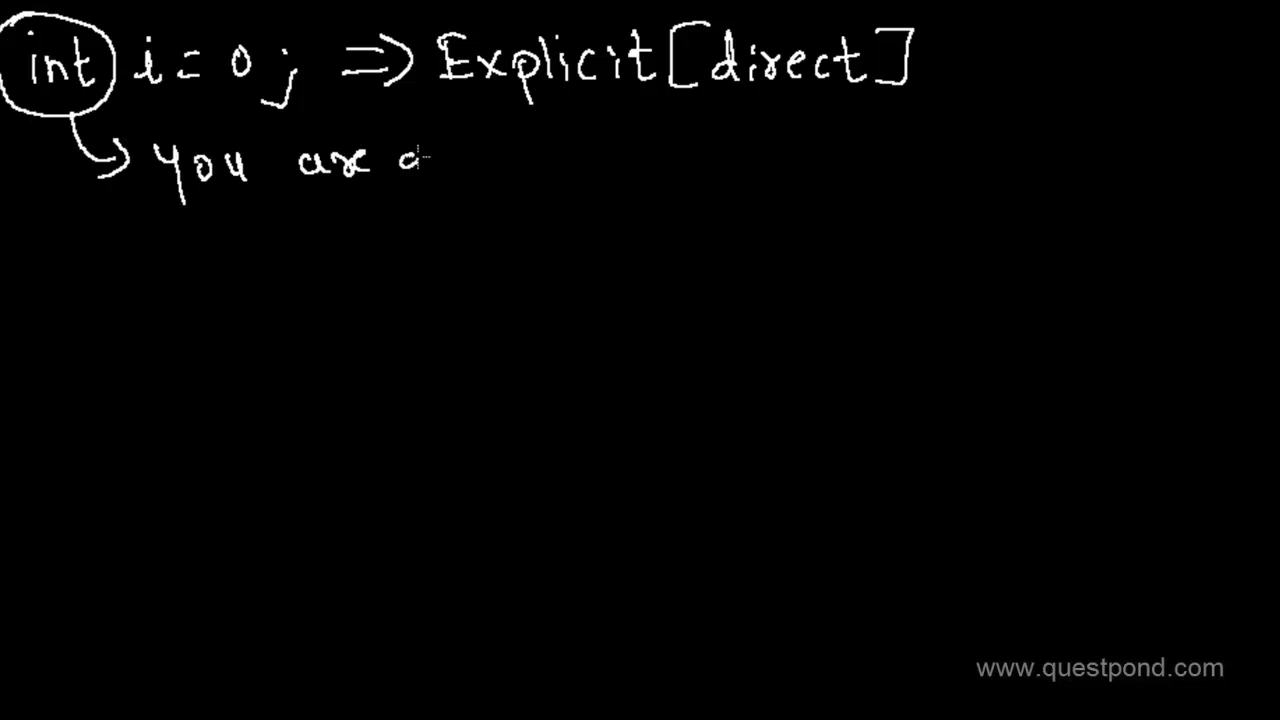 int i = 0 ; => Explicit [direct]
you are
www.questpond.com